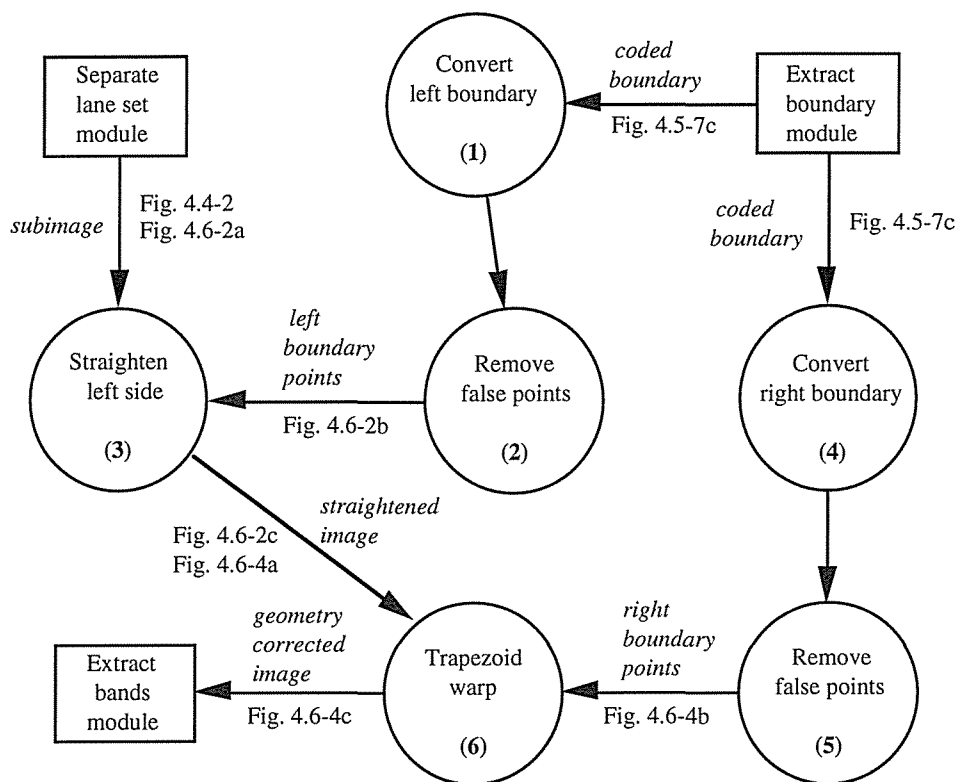 Separate
lane set
module
Convert
left boundary
(1)
coded
boundary
Fig. 4.5-7c
Extract
boundary
module
subimage
Fig. 4.4-2
Fig. 4.6-2a
coded
boundary
Fig. 4.5-7c
Straighten
left side
(3)
left
boundary
points
Fig. 4.6-2b
Remove
false points
(2)
Convert
right boundary
(4)
straightened
image
Fig. 4.6-2c
Fig. 4.6-4a
Extract
bands
module
geometry
corrected
image
Fig. 4.6-4c
Trapezoid
warp
(6)
right
boundary
points
Fig. 4.6-4b
Remove
false points
(5)